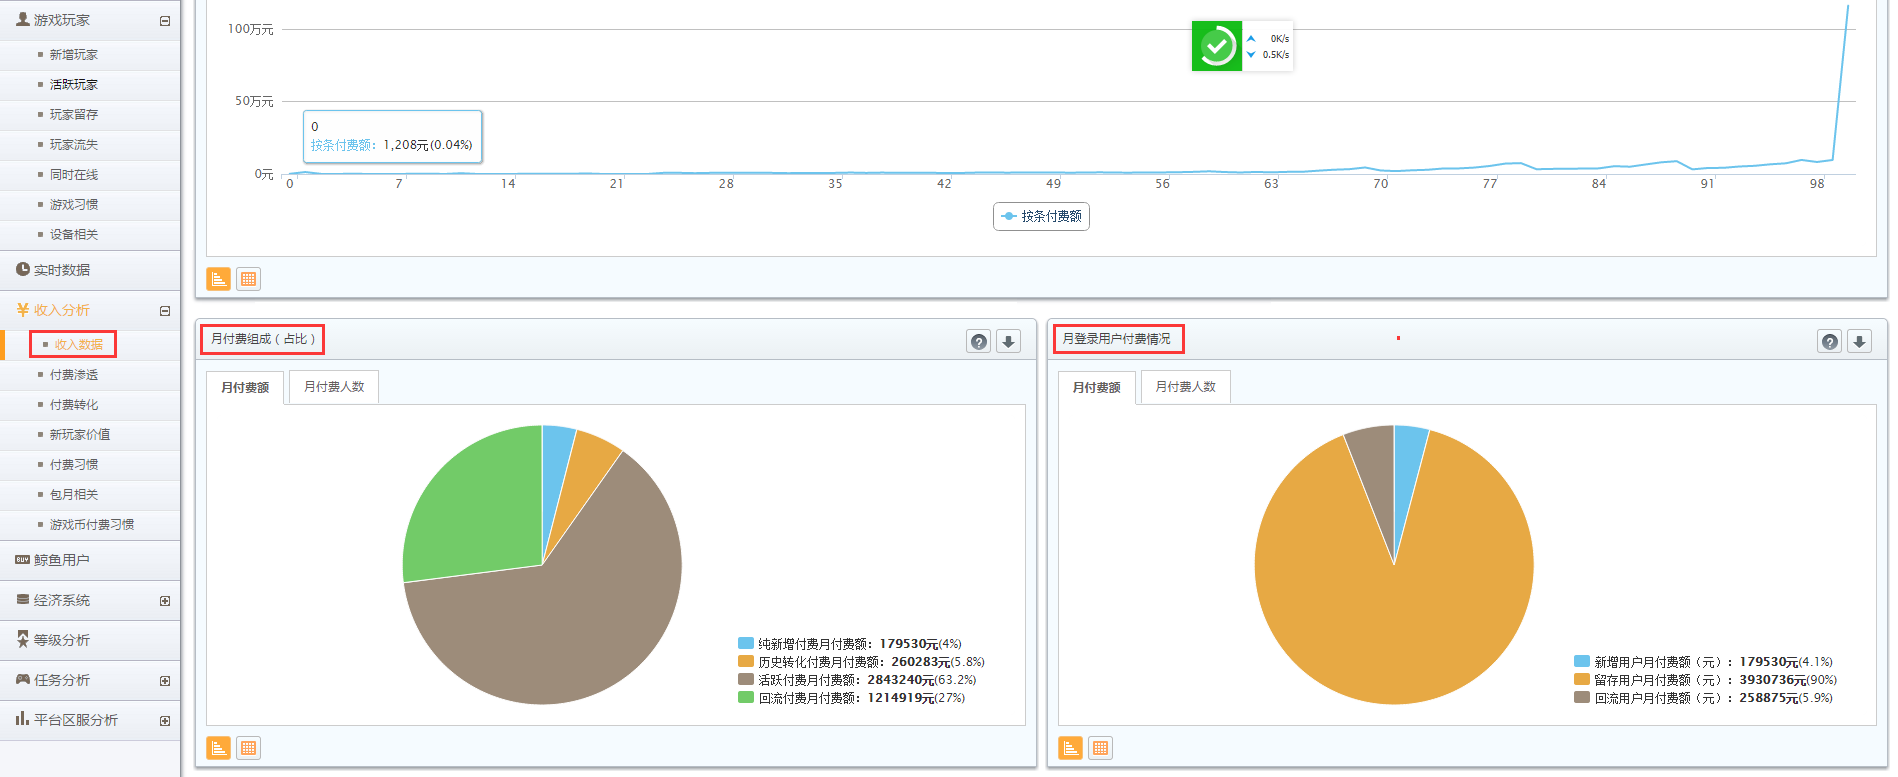 游戏玩家
新增玩家
活跃玩家
玩家留存
玩家流失
同时在线
游戏习惯
设备相关
实时数据
收入分析
收入数据
付费渗透
付费转化
新玩家价值
付费习惯
包月相关
游戏币付费习惯
BUY 鲸鱼用户
经济系统
等级分析
任务分析
平台区服分析
100万元
50万元
0元
0
按条付费额：1,208元(0.04%)
0K/s
0.5K/s
0 7 14 21 28 35 42 49 56 63 70 77 84 91 98
按条付费额
月付费组成（占比）
月付费额 月付费人数
纯新增付费月付费额：179530元(4%)
历史转化付费月付费额：260283元(5.8%)
活跃付费月付费额：2843240元(63.2%)
回流付费月付费额：1214919元(27%)
月登录用户付费情况
月付费额 月付费人数
新增用户月付费额（元）：179530元(4.1%)
留存用户月付费额（元）：3930736元(90%)
回流用户月付费额（元）：258875元(5.9%)